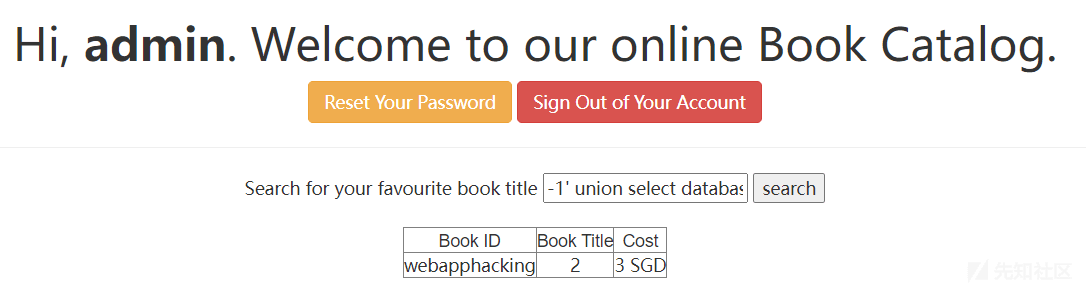 Hi, admin. Welcome to our online Book Catalog.
Reset Your Password Sign Out of Your Account
Search for your favourite book title -1' union select databas search
Book ID Book Title Cost
webapphacking 2 3 SGD
先知社区